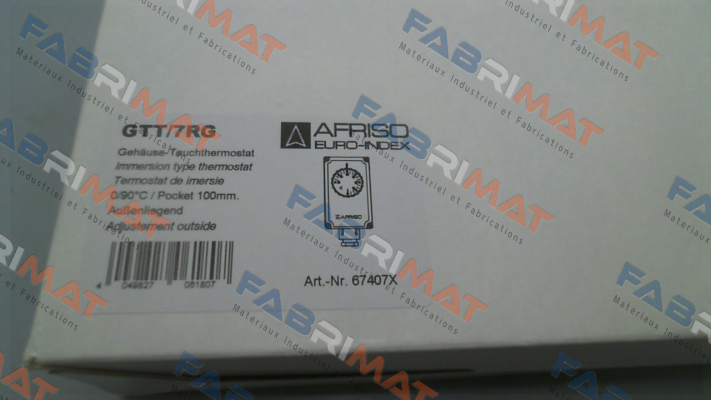 GTT/7RG
Gehäuse-Tauchthermostat
Immersion type thermostat
Termostat de imersie
0/90°C / Pocket 100mm.
Außenliegend
Adjustement outside
4 049827 061807
AFRISO
EURO-INDEX
AFRISO
Art.-Nr. 67407X
FABRIMAT
Materiaux Industriel et Fabrications